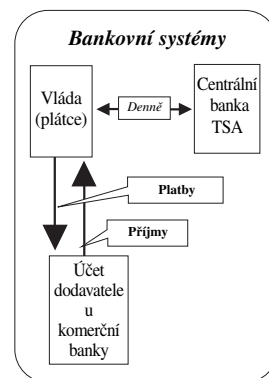 Bankovní systémy
Vláda
(plátce)
Denně
Centrální
banka
TSA
Platby
Příjmy
Účet
dodavatele
u
komerční
banky